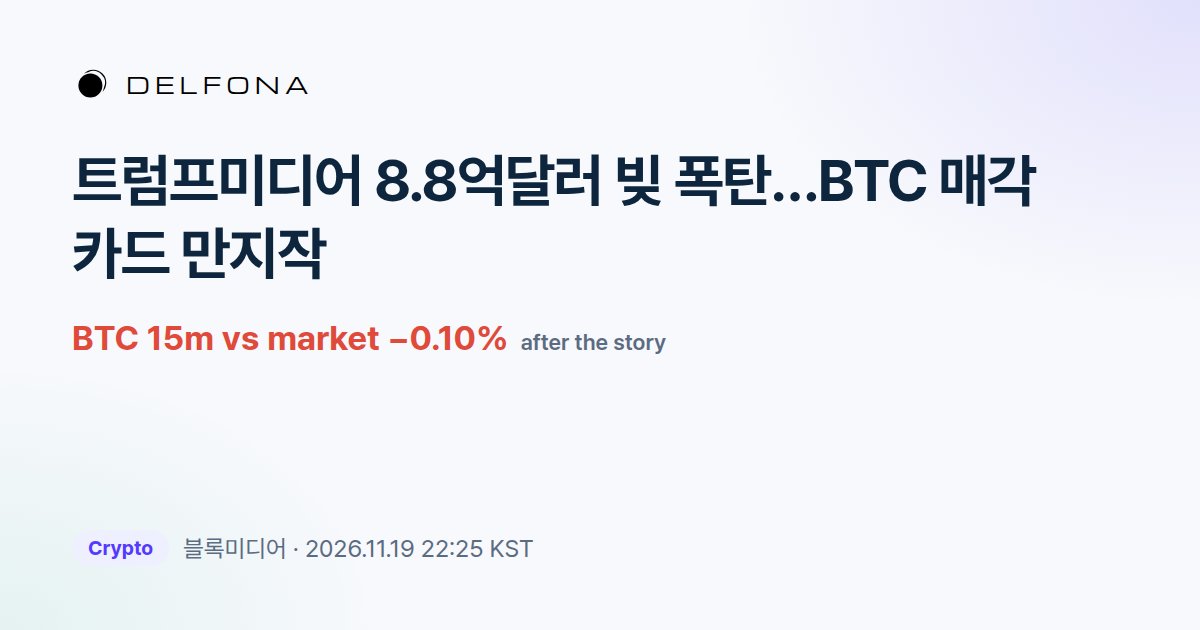 DELFONA
트럼프미디어 8.8억달러 빚 폭탄…BTC 매각
카드 만지작
BTC 15m vs market −0.10% after the story
Crypto 블록미디어 · 2026.11.19 22:25 KST